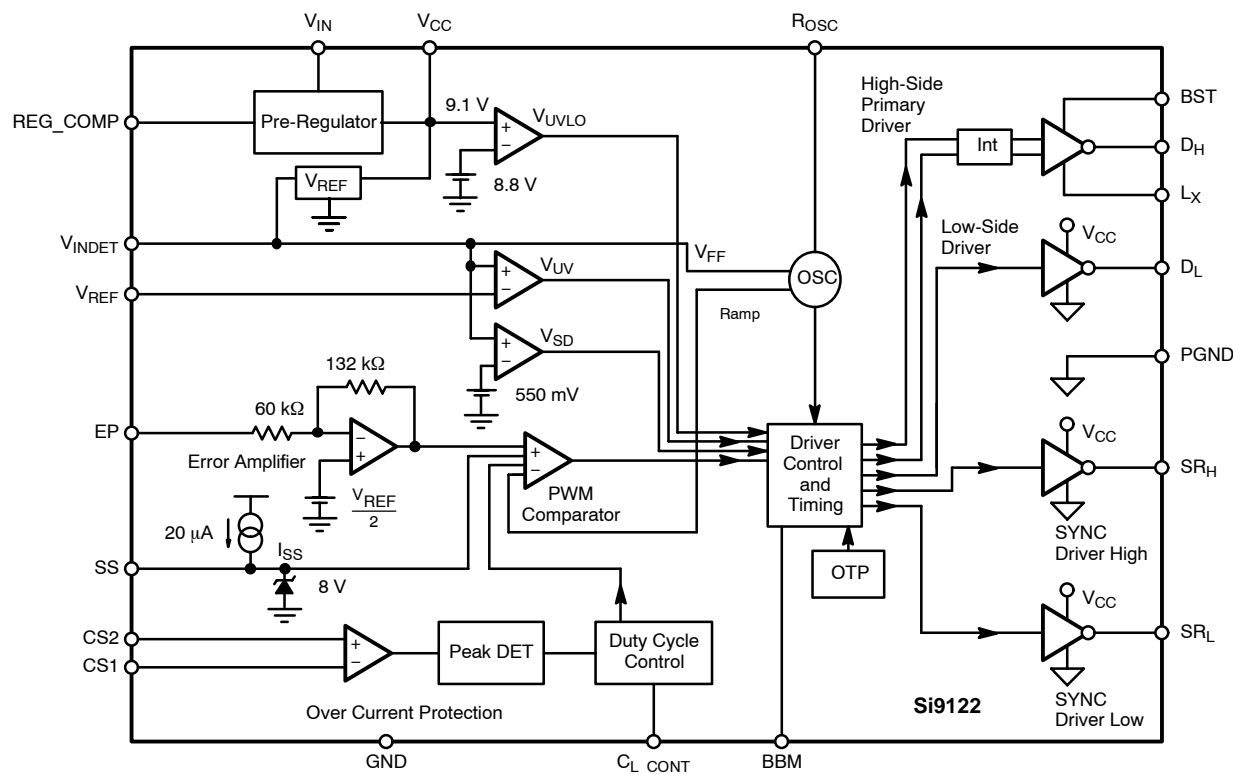 VIN
VCC
ROSC
REG_COMP
Pre-Regulator
9.1 V
VUVLO
High-Side
Primary
Driver
Int
BST
DH
LX
VREF
8.8 V
VINDET
VFF
Low-Side
Driver
VCC
DL
VREF
VUV
OSC
Ramp
VSD
550 mV
PGND
132 kΩ
60 kΩ
EP
Error Amplifier
VREF
2
PWM
Comparator
Driver
Control
and
Timing
VCC
SRH
SYNC
Driver High
20 μA
ISS
SS
8 V
OTP
VCC
SRL
SYNC
Driver Low
CS2
CS1
Peak DET
Duty Cycle
Control
Over Current Protection
Si9122
GND
CL_CONT
BBM
+
−
+
−
+
−
−
+
+
−
+
−